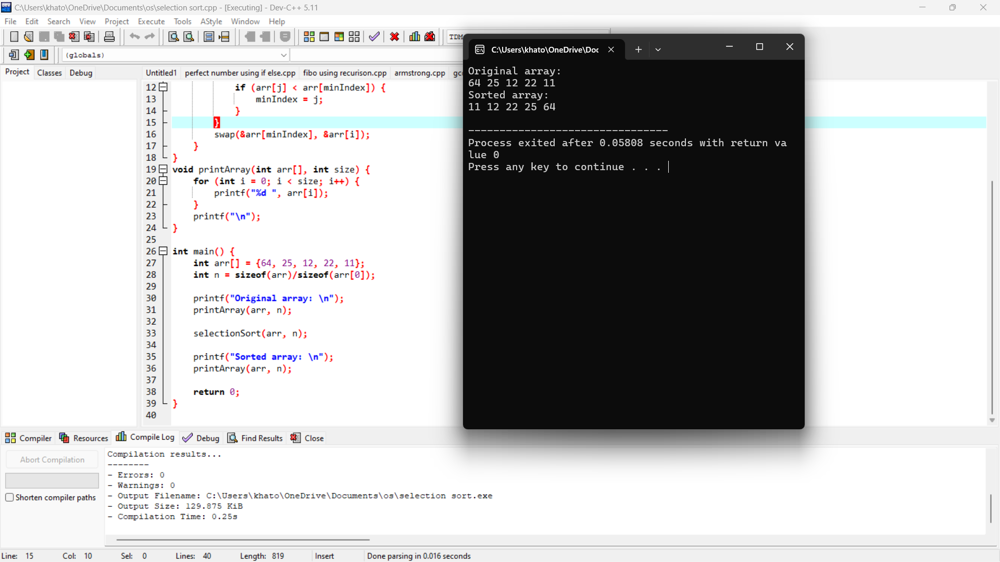 C:\Users\khato\OneDrive\Documents\os\selection sort.cpp - [Executing] - Dev-C++ 5.11
File Edit Search View Project Execute Tools AStyle Window Help
TDM
(globals)
Project Classes Debug
Untitled1 perfect number using if else.cpp fibo using recurison.cpp armstrong.cpp gc
12 if (arr[j] < arr[minIndex]) {
13 minIndex = j;
14 }
15 }
16 swap(&arr[minIndex], &arr[i]);
17 }
18 }
19 void printArray(int arr[], int size) {
20 for (int i = 0; i < size; i++) {
21 printf("%d ", arr[i]);
22 }
23 printf("\n");
24 }
25
26 int main() {
27 int arr[] = {64, 25, 12, 22, 11};
28 int n = sizeof(arr)/sizeof(arr[0]);
29
30 printf("Original array: \n");
31 printArray(arr, n);
32
33 selectionSort(arr, n);
34
35 printf("Sorted array: \n");
36 printArray(arr, n);
37
38 return 0;
39 }
40
C:\Users\khato\OneDrive\Doc
Original array:
64 25 12 22 11
Sorted array:
11 12 22 25 64
--------------------------------
Process exited after 0.05808 seconds with return va
lue 0
Press any key to continue . . .
Compiler Resources Compile Log Debug Find Results Close
Abort Compilation
Shorten compiler paths
Compilation results...
--------
- Errors: 0
- Warnings: 0
- Output Filename: C:\Users\khato\OneDrive\Documents\os\selection sort.exe
- Output Size: 129.875 KiB
- Compilation Time: 0.25s
Line: 15 Col: 10 Sel: 0 Lines: 40 Length: 819 Insert Done parsing in 0.016 seconds